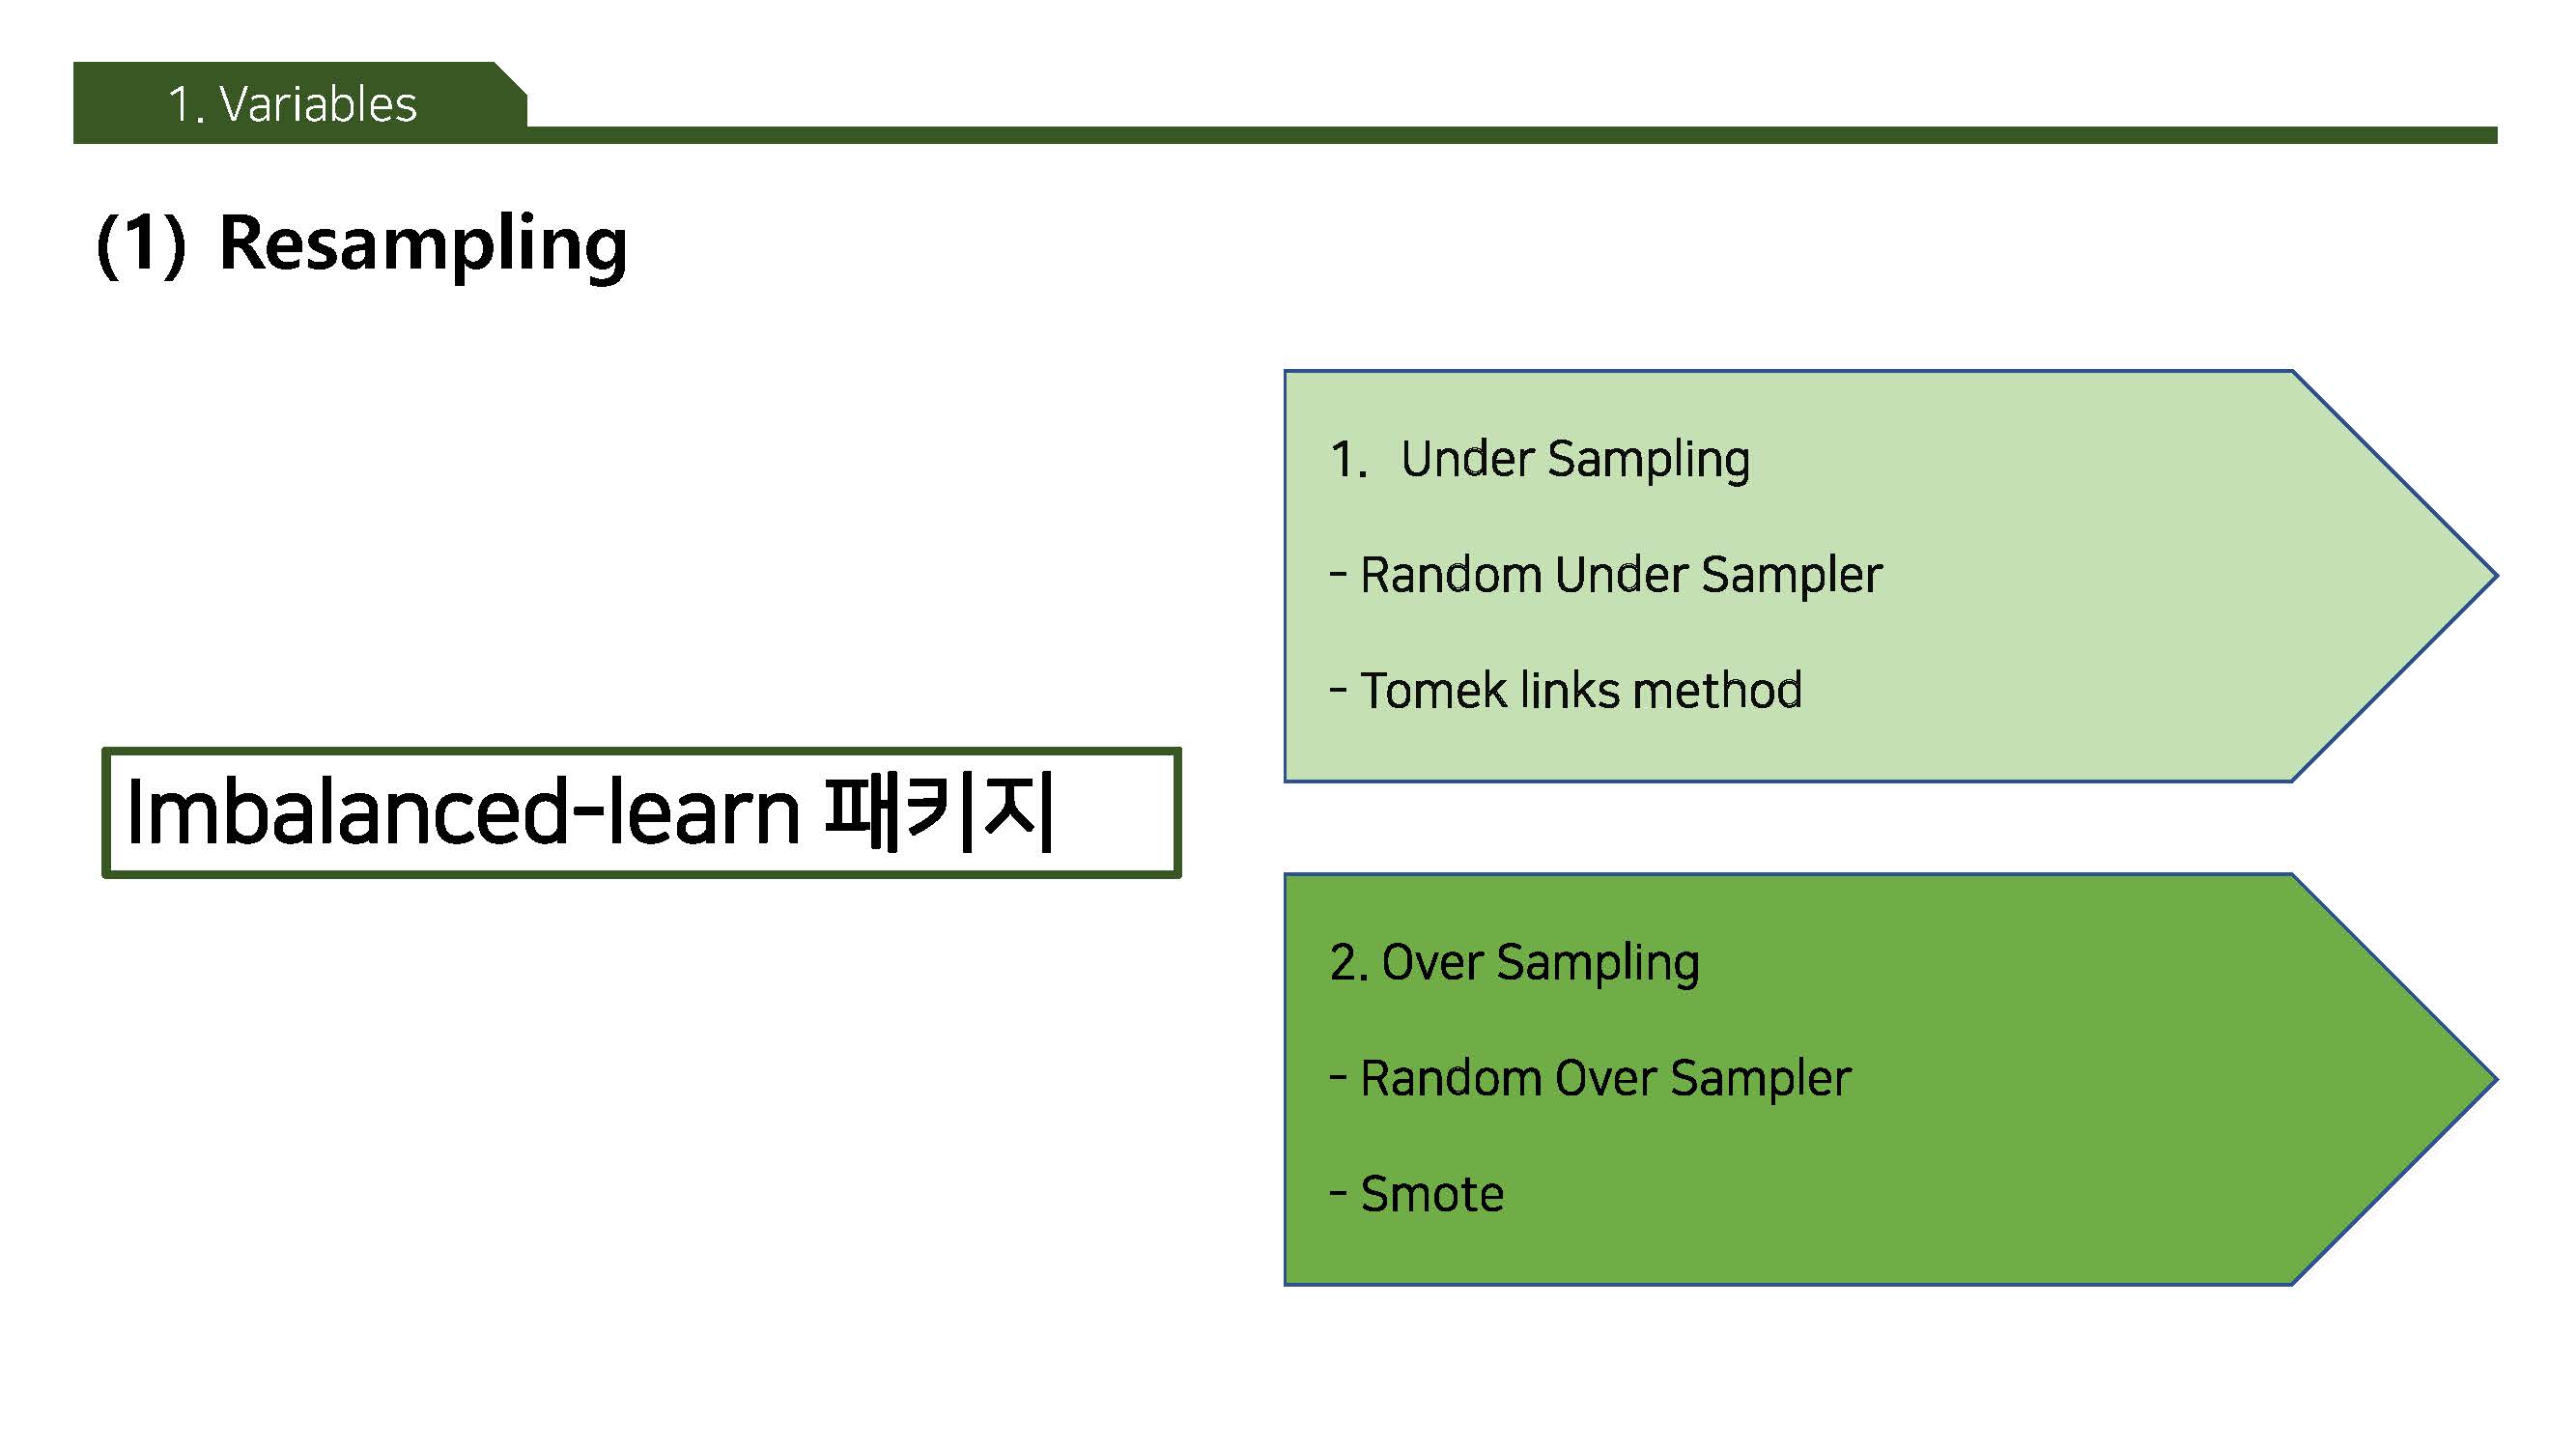 1. Variables
(1) Resampling
Imbalanced-learn 패키지
1. Under Sampling
- Random Under Sampler
- Tomek links method
2. Over Sampling
- Random Over Sampler
- Smote